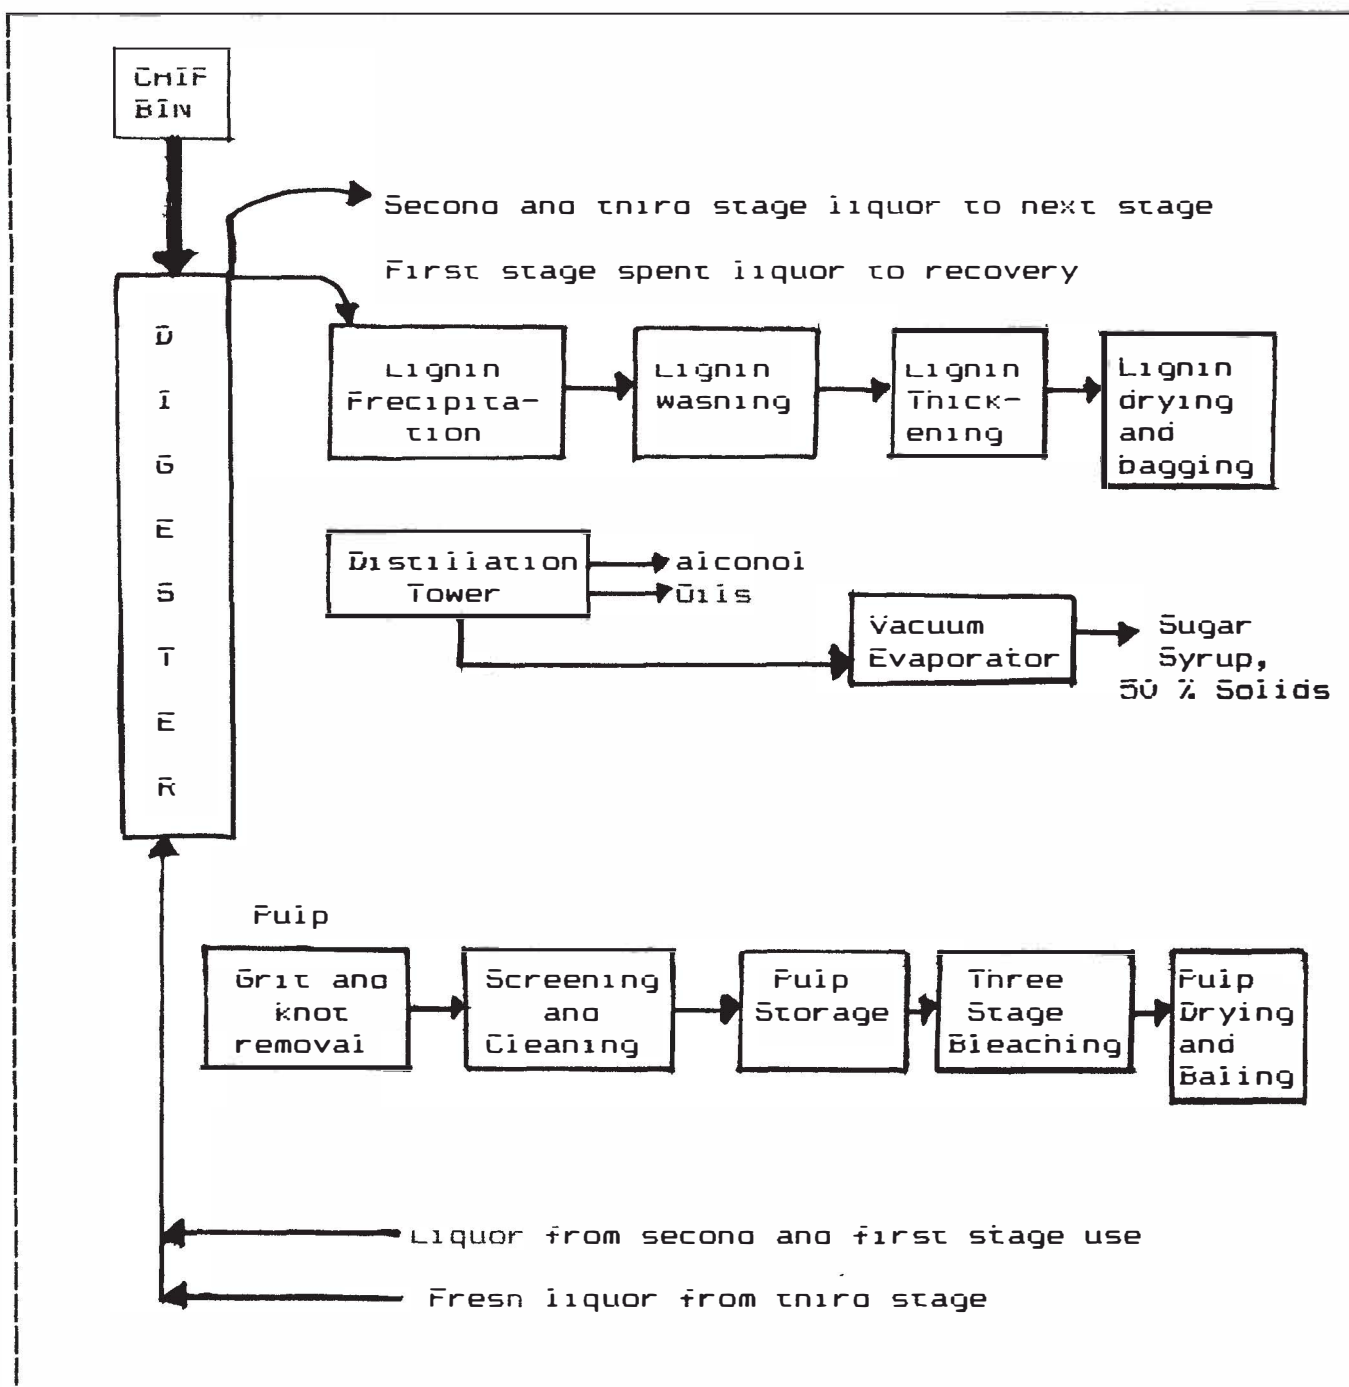 CHIP
BIN
Second and third stage liquor to next stage
First stage spent liquor to recovery
D
I
G
E
S
T
E
R
Lignin
Precipita-
tion
Lignin
Washing
Lignin
Thick-
ening
Lignin
drying
and
bagging
Distillation
Tower
alcohol
Oils
Vacuum
Evaporator
Sugar
Syrup,
50 % Solids
Pulp
Grit and
knot
removal
Screening
and
Cleaning
Pulp
Storage
Three
Stage
Bleaching
Pulp
Drying
and
Baling
Liquor from second and first stage use
Fresh liquor from third stage